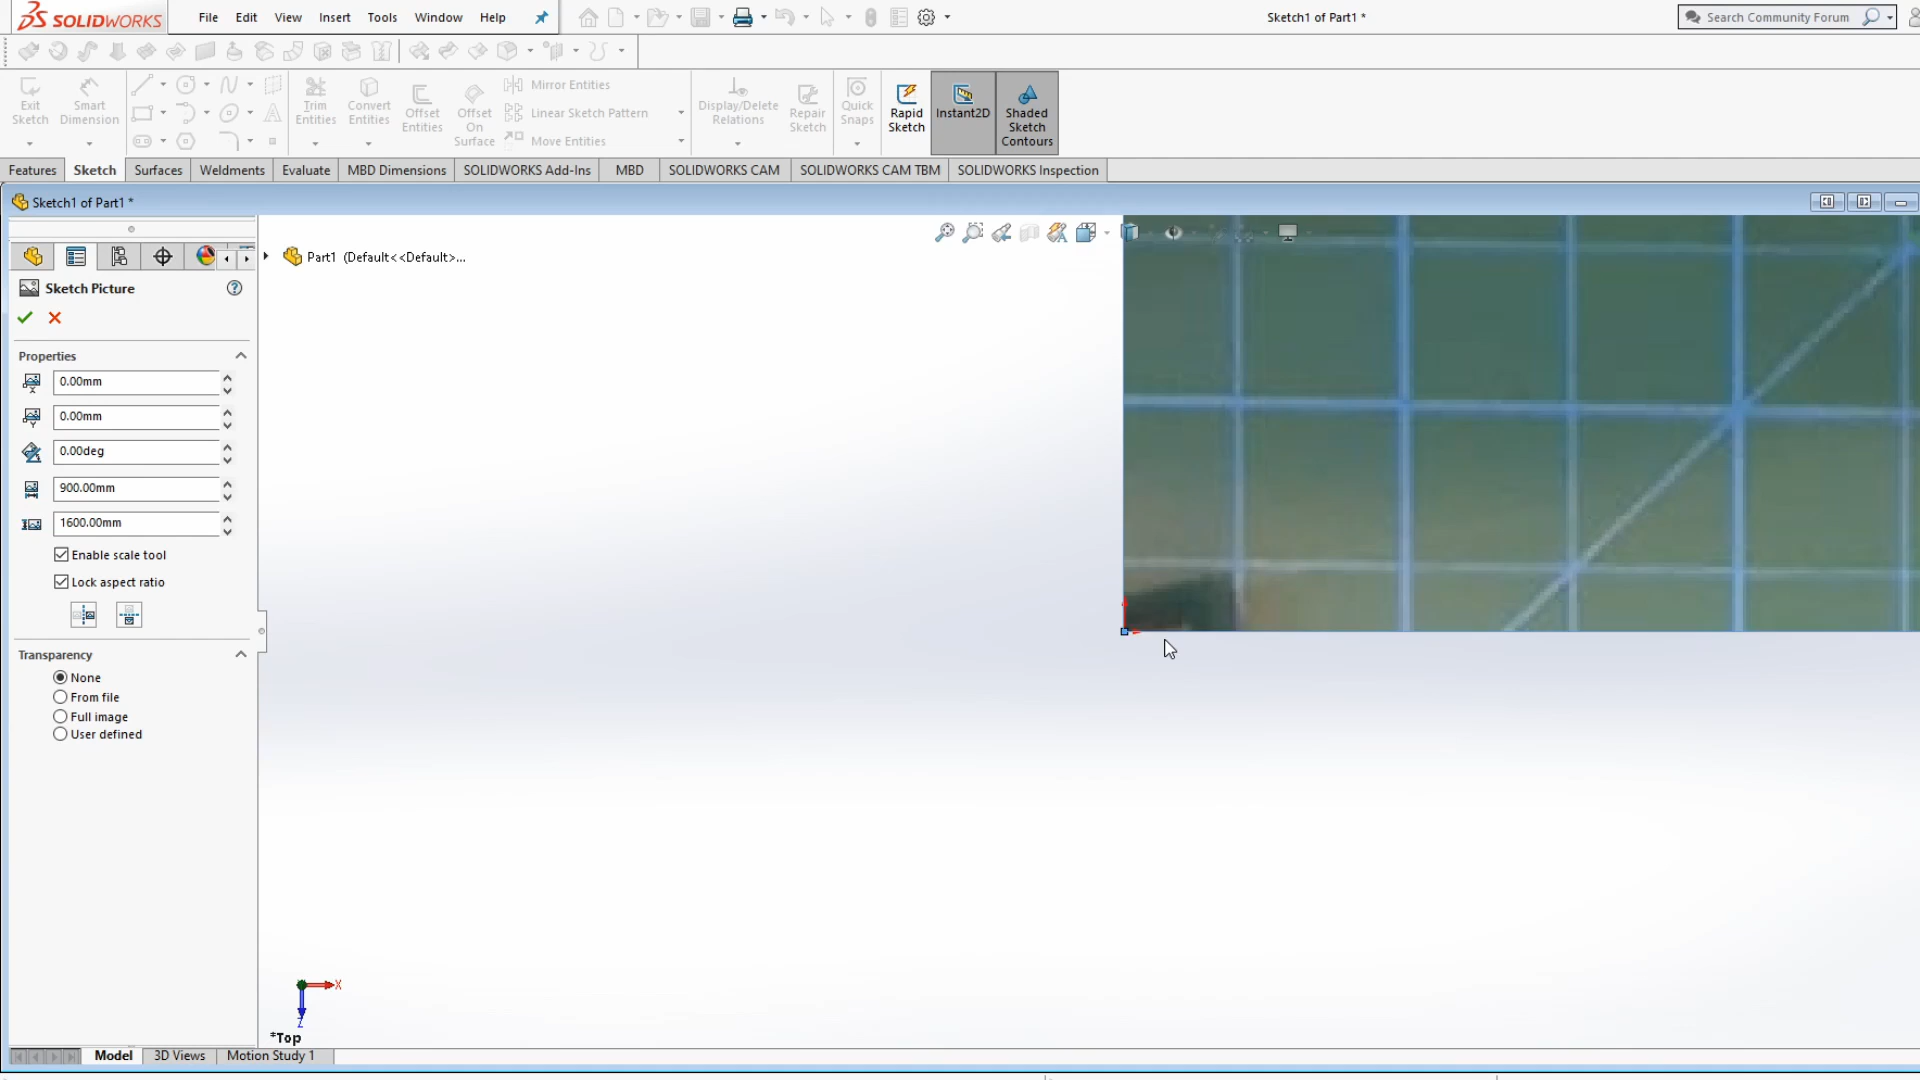 SOLIDWORKS
File Edit View Insert Tools Window Help
Sketch1 of Part1 *
Search Community Forum
Exit Sketch
Smart Dimension
Trim Entities
Convert Entities
Offset Entities
Offset On Surface
Mirror Entities
Linear Sketch Pattern
Move Entities
Display/Delete Relations
Repair Sketch
Quick Snaps
Rapid Sketch
Instant2D
Shaded Sketch Contours
Features Sketch Surfaces Weldments Evaluate MBD Dimensions SOLIDWORKS Add-Ins MBD SOLIDWORKS CAM SOLIDWORKS CAM TBM SOLIDWORKS Inspection
Sketch1 of Part1 *
Part1 (Default<<Default>...
Sketch Picture
Properties
0.00mm
0.00mm
0.00deg
900.00mm
1600.00mm
Enable scale tool
Lock aspect ratio
Transparency
None
From file
Full image
User defined
X
Z
*Top
Model 3D Views Motion Study 1